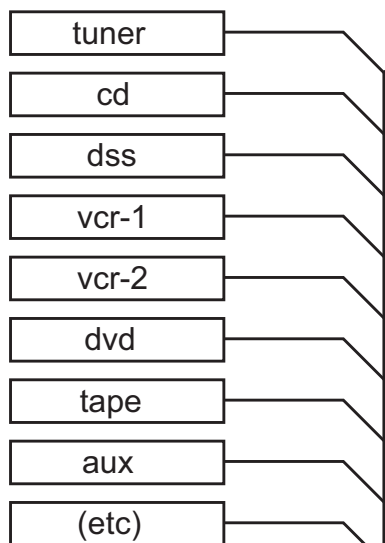 tuner
cd
dss
vcr-1
vcr-2
dvd
tape
aux
(etc)